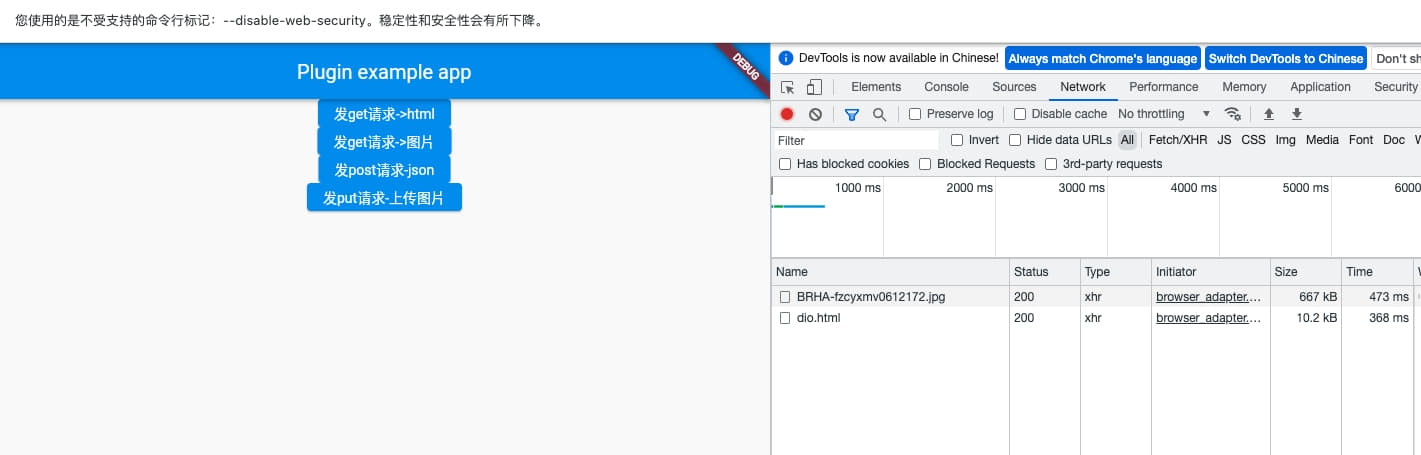 您使用的是不受支持的命令行标记：--disable-web-security。稳定性和安全性会有所下降。
Plugin example app
DEBUG
发get请求->html
发get请求->图片
发post请求-json
发put请求-上传图片
DevTools is now available in Chinese! Always match Chrome's language Switch DevTools to Chinese Don't sh
Elements Console Sources Network Performance Memory Application Security
Preserve log Disable cache No throttling
Filter Invert Hide data URLs All Fetch/XHR JS CSS Img Media Font Doc W
Has blocked cookies Blocked Requests 3rd-party requests
1000 ms 2000 ms 3000 ms 4000 ms 5000 ms 6000
Name Status Type Initiator Size Time
BRHA-fzcyxmv0612172.jpg 200 xhr browser_adapter.... 667 kB 473 ms
dio.html 200 xhr browser_adapter.... 10.2 kB 368 ms